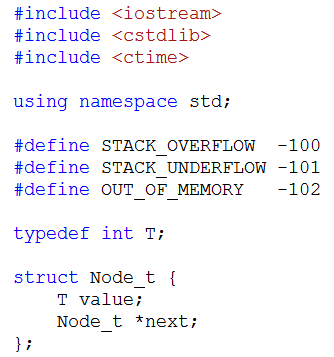 #include <iostream>
#include <cstdlib>
#include <ctime>
using namespace std;
#define STACK_OVERFLOW  -100
#define STACK_UNDERFLOW -101
#define OUT_OF_MEMORY   -102
typedef int T;
struct Node_t {
    T value;
    Node_t *next;
};